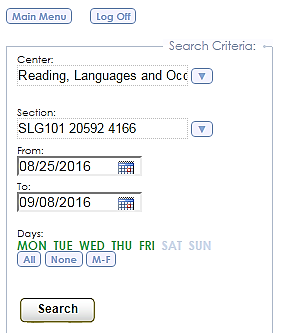 Main Menu Log Off
Search Criteria:
Center:
Reading, Languages and Occ
Section:
SLG101 20592 4166
From:
08/25/2016
To:
09/08/2016
Days:
MON TUE WED THU FRI SAT SUN
All None M-F
Search